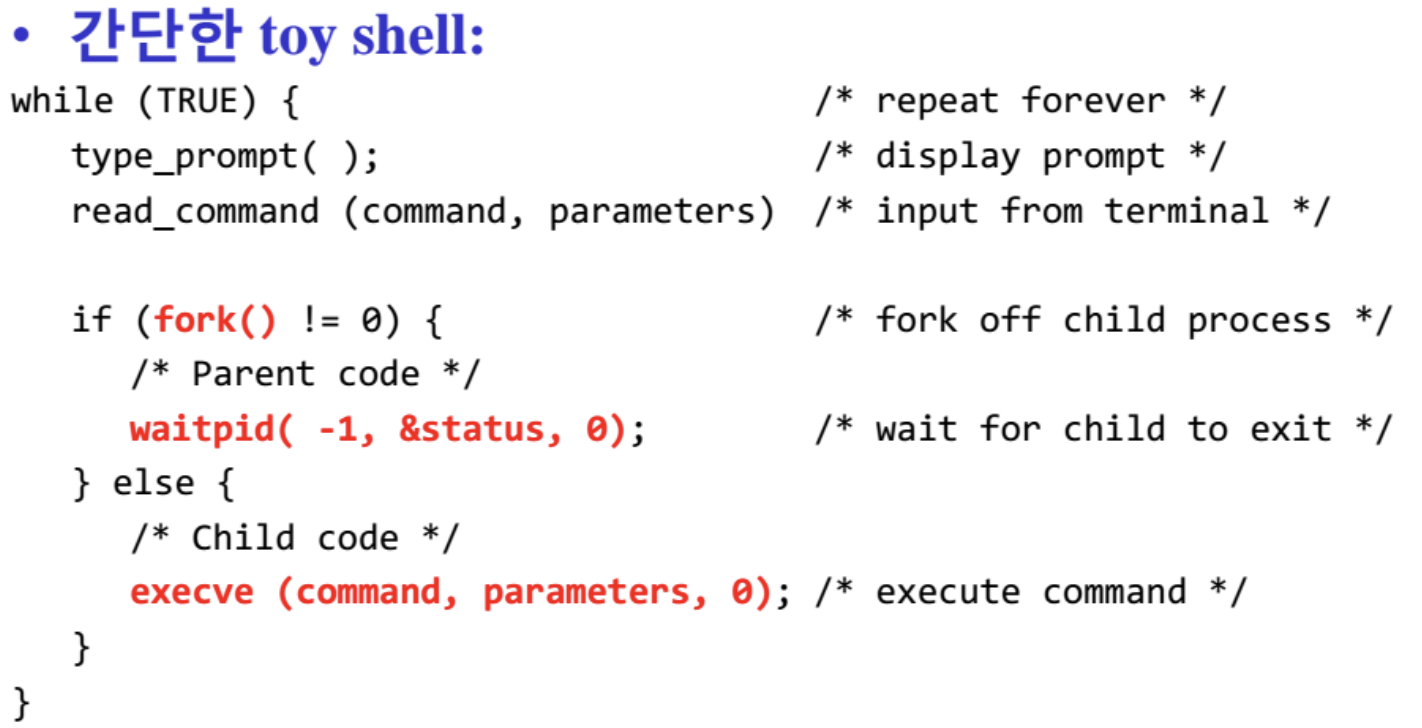 • 간단한 toy shell:
while (TRUE) { /* repeat forever */
type_prompt( ); /* display prompt */
read_command (command, parameters) /* input from terminal */
if (fork() != 0) { /* fork off child process */
/* Parent code */
waitpid( -1, &status, 0); /* wait for child to exit */
} else {
/* Child code */
execve (command, parameters, 0); /* execute command */
}
}